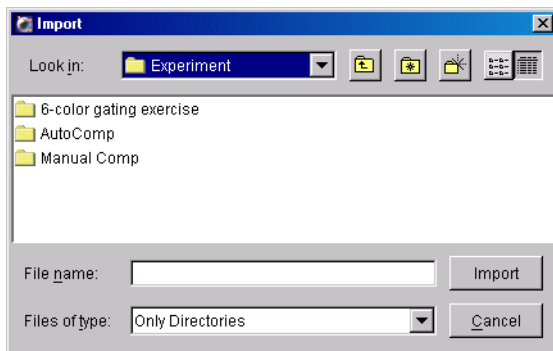 Import
Look in: Experiment
6-color gating exercise
AutoComp
Manual Comp
File name: Import
Files of type: Only Directories Cancel